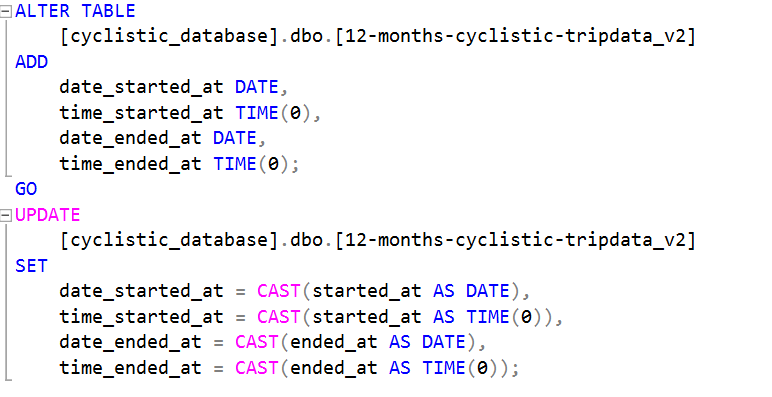 ALTER TABLE
[cyclistic_database].dbo.[12-months-cyclistic-tripdata_v2]
ADD
date_started_at DATE,
time_started_at TIME(0),
date_ended_at DATE,
time_ended_at TIME(0);
GO
UPDATE
[cyclistic_database].dbo.[12-months-cyclistic-tripdata_v2]
SET
date_started_at = CAST(started_at AS DATE),
time_started_at = CAST(started_at AS TIME(0)),
date_ended_at = CAST(ended_at AS DATE),
time_ended_at = CAST(ended_at AS TIME(0));